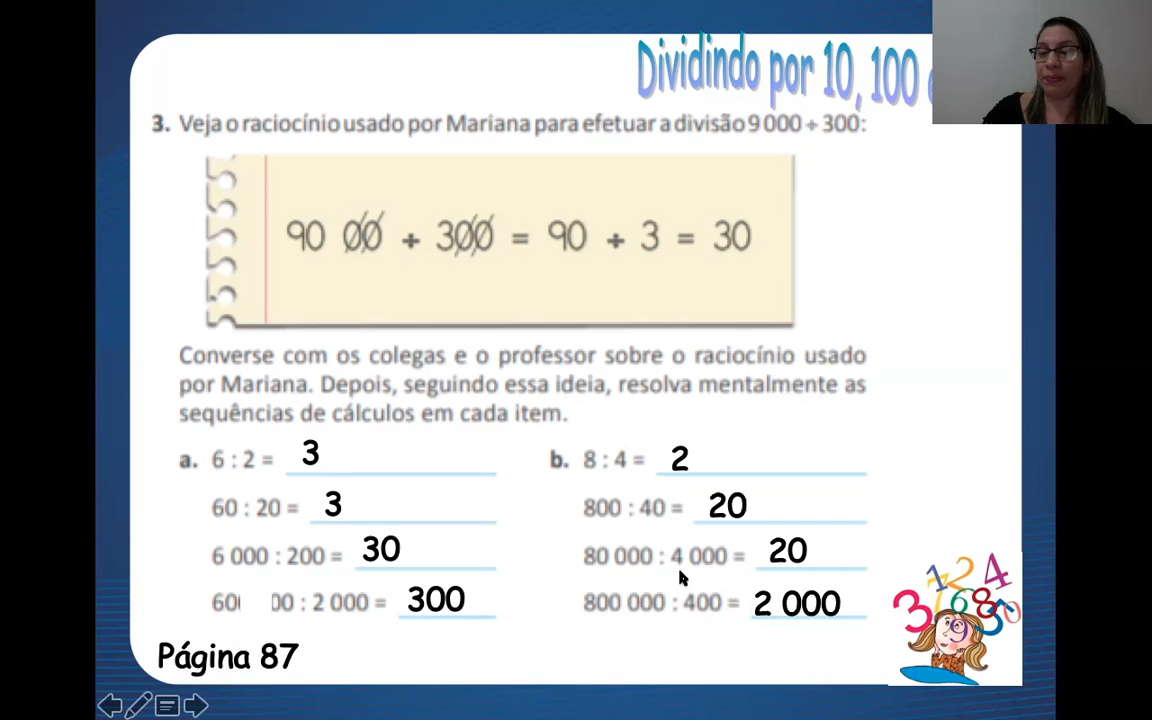 Dividindo por 10, 100
3. Veja o raciocínio usado por Mariana para efetuar a divisão 9 000 ÷ 300:
90 00 ÷ 300 = 90 ÷ 3 = 30
Converse com os colegas e o professor sobre o raciocínio usado
por Mariana. Depois, seguindo essa ideia, resolva mentalmente as
sequências de cálculos em cada item.
a. 6 : 2 = 3
60 : 20 = 3
6 000 : 200 = 30
: 2 000 = 300
b. 8 : 4 = 2
800 : 40 = 20
80 000 : 4 000 = 20
800 000 : 400 = 2 000
Página 87